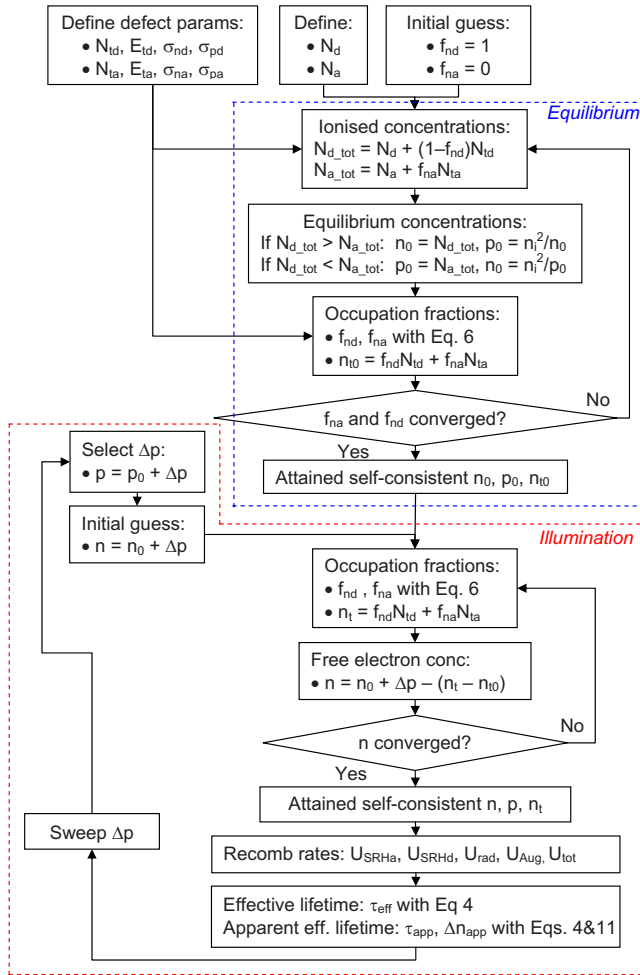 Define defect params:
• N_td, E_td, σ_nd, σ_pd
• N_ta, E_ta, σ_na, σ_pa
Define:
• N_d
• N_a
Initial guess:
• f_nd = 1
• f_na = 0
Equilibrium
Ionised concentrations:
N_d_tot = N_d + (1–f_nd)N_td
N_a_tot = N_a + f_naN_ta
Equilibrium concentrations:
If N_d_tot > N_a_tot: n_0 = N_d_tot, p_0 = n_i^2/n_0
If N_d_tot < N_a_tot: p_0 = N_a_tot, n_0 = n_i^2/p_0
Occupation fractions:
• f_nd, f_na with Eq. 6
• n_t0 = f_ndN_td + f_naN_ta
f_na and f_nd converged?
No
Yes
Attained self-consistent n_0, p_0, n_t0
Select Δp:
• p = p_0 + Δp
Initial guess:
• n = n_0 + Δp
Illumination
Occupation fractions:
• f_nd , f_na with Eq. 6
• n_t = f_ndN_td + f_naN_ta
Free electron conc:
• n = n_0 + Δp – (n_t – n_t0)
n converged?
No
Yes
Attained self-consistent n, p, n_t
Sweep Δp
Recomb rates: U_SRHa, U_SRHd, U_rad, U_Aug, U_tot
Effective lifetime: τ_eff with Eq 4
Apparent eff. lifetime: τ_app, Δn_app with Eqs. 4&11